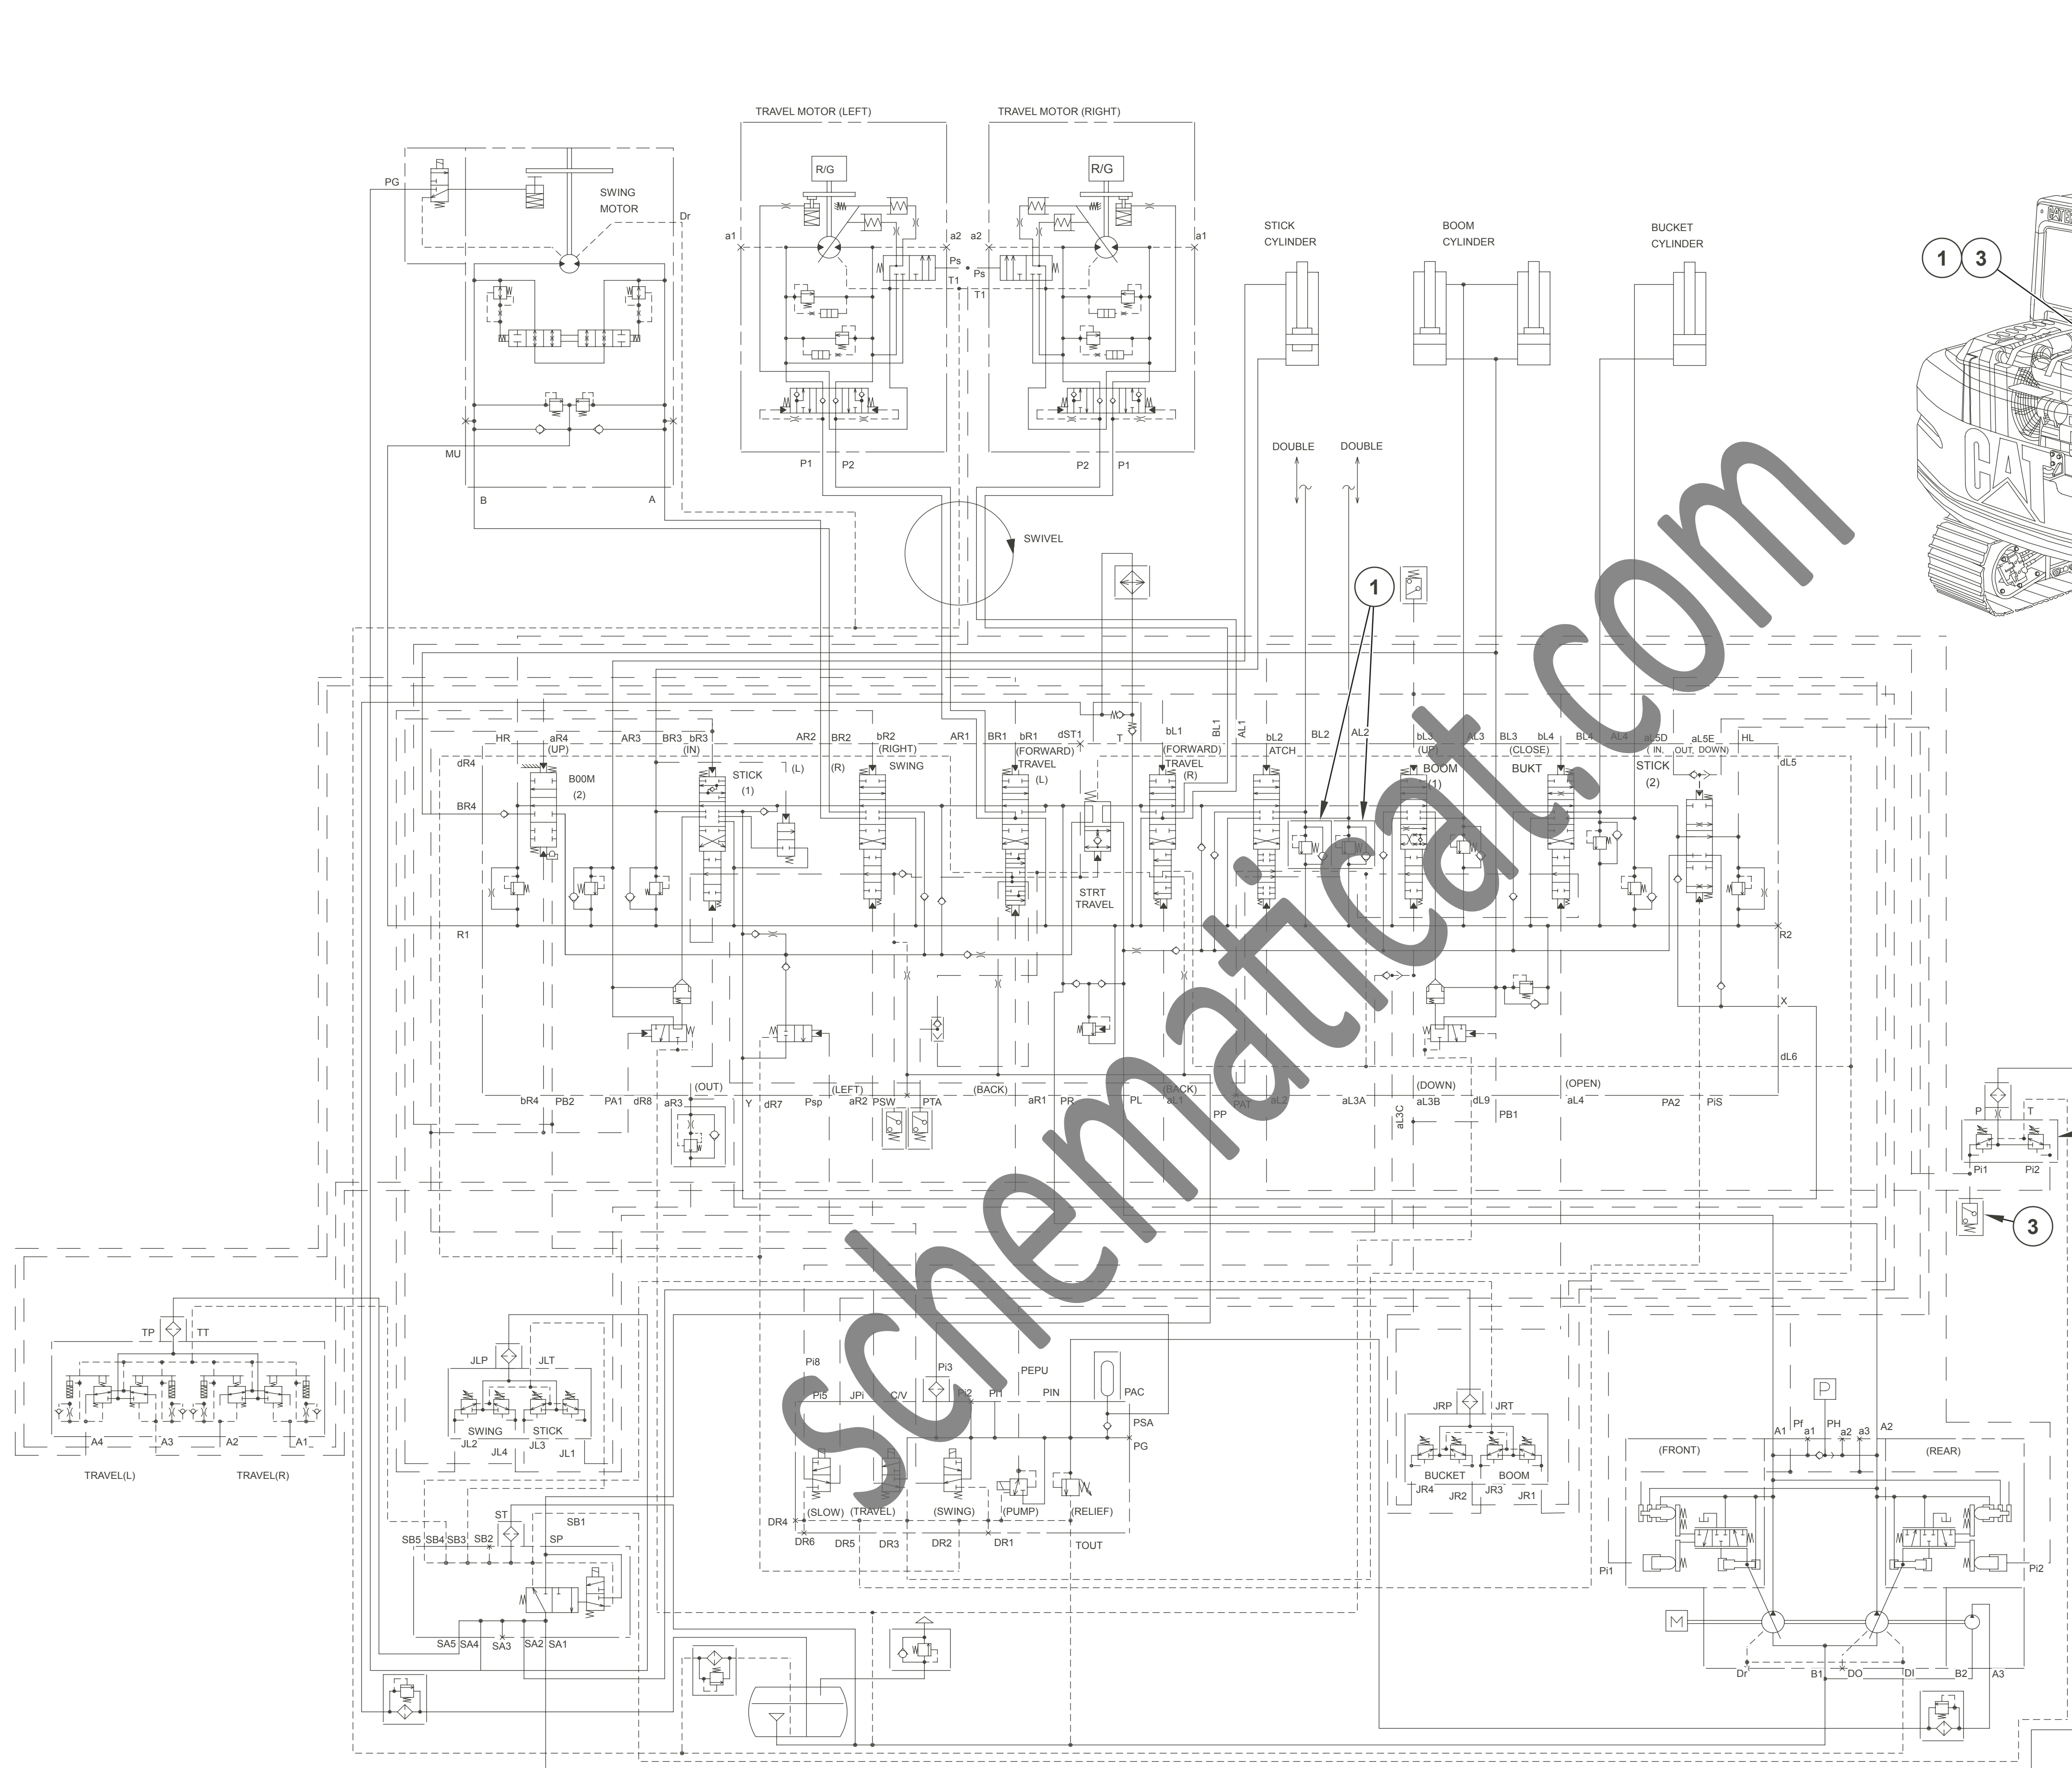 TRAVEL MOTOR (LEFT)
TRAVEL MOTOR (RIGHT)
R/G
R/G
PG
SWING
MOTOR
Dr
a1
a2
a2
a1
Ps
Ps
T1
T1
STICK
CYLINDER
BOOM
CYLINDER
BUCKET
CYLINDER
1
3
CAT
MU
B
A
P1
P2
P2
P1
DOUBLE
DOUBLE
SWIVEL
1
HR
aR4
(UP)
AR3
BR3
bR3
(IN)
AR2
BR2
bR2
(RIGHT)
AR1
BR1
bR1
(FORWARD)
dST1
T
bL1
(FORWARD)
BL1
AL1
bL2
ATCH
BL2
AL2
bL3
(UP)
AL3
BL3
bL4
(CLOSE)
BL4
AL4
aL5D
( IN,
aL5E
OUT, DOWN)
HL
dR4
B00M
(2)
STICK
(1)
(L)
(R)
SWING
TRAVEL
(L)
TRAVEL
(R)
BOOM
(1)
BUKT
STICK
(2)
dL5
BR4
STRT
TRAVEL
R1
R2
X
dL6
(OUT)
(LEFT)
(BACK)
(BACK)
(DOWN)
(OPEN)
bR4
PB2
PA1
dR8
aR3
Y
dR7
Psp
aR2
PSW
PTA
aR1
PR
PL
aL1
PP
PAT
aL2
aL3A
aL3C
aL3B
dL9
PB1
aL4
PA2
PiS
P
T
Pi1
Pi2
3
TP
TT
A4
A3
A2
A1
TRAVEL(L)
TRAVEL(R)
JLP
JLT
SWING
STICK
JL2
JL4
JL3
JL1
Pi8
Pi5
JPi
C/V
Pi3
Pi2
PI1
PEPU
PIN
PAC
PSA
PG
(SLOW)
(TRAVEL)
(SWING)
(PUMP)
(RELIEF)
DR4
DR6
DR5
DR3
DR2
DR1
TOUT
JRP
JRT
BUCKET
BOOM
JR4
JR2
JR3
JR1
P
A1
Pf
a1
PH
a2
a3
A2
(FRONT)
(REAR)
Pi1
Pi2
M
Dr
B1
DO
DI
B2
A3
ST
SB1
SB5
SB4
SB3
SB2
SP
SA5
SA4
SA3
SA2
SA1
schematicat.com